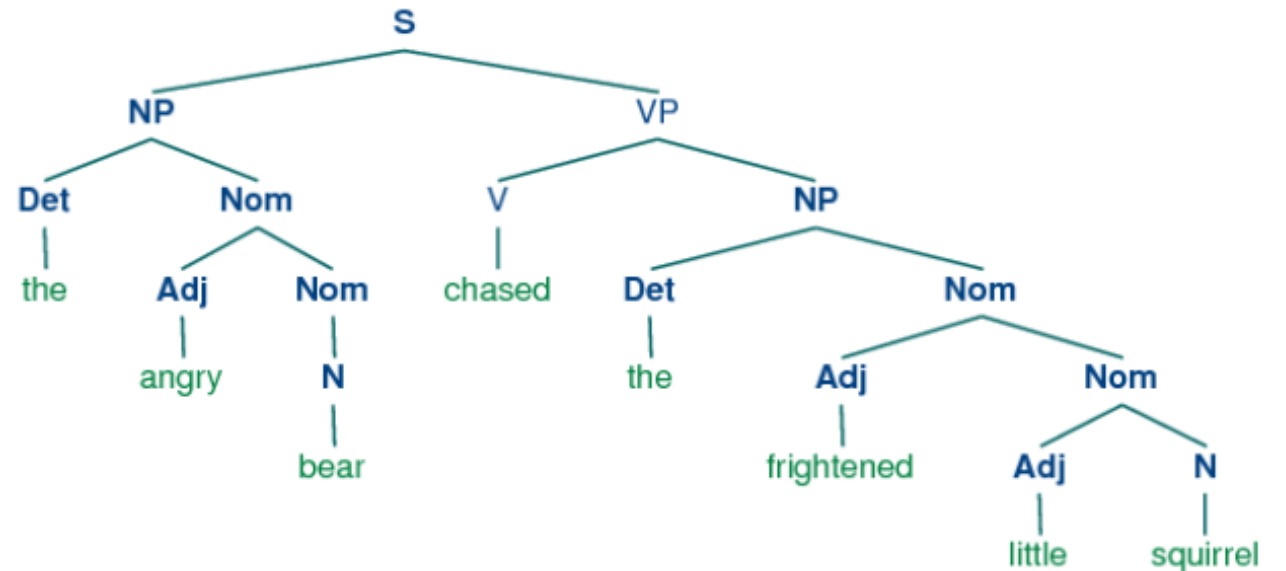 S
NP VP
Det Nom V NP
the Adj Nom chased Det Nom
angry N the Adj Nom
bear frightened Adj N
little squirrel